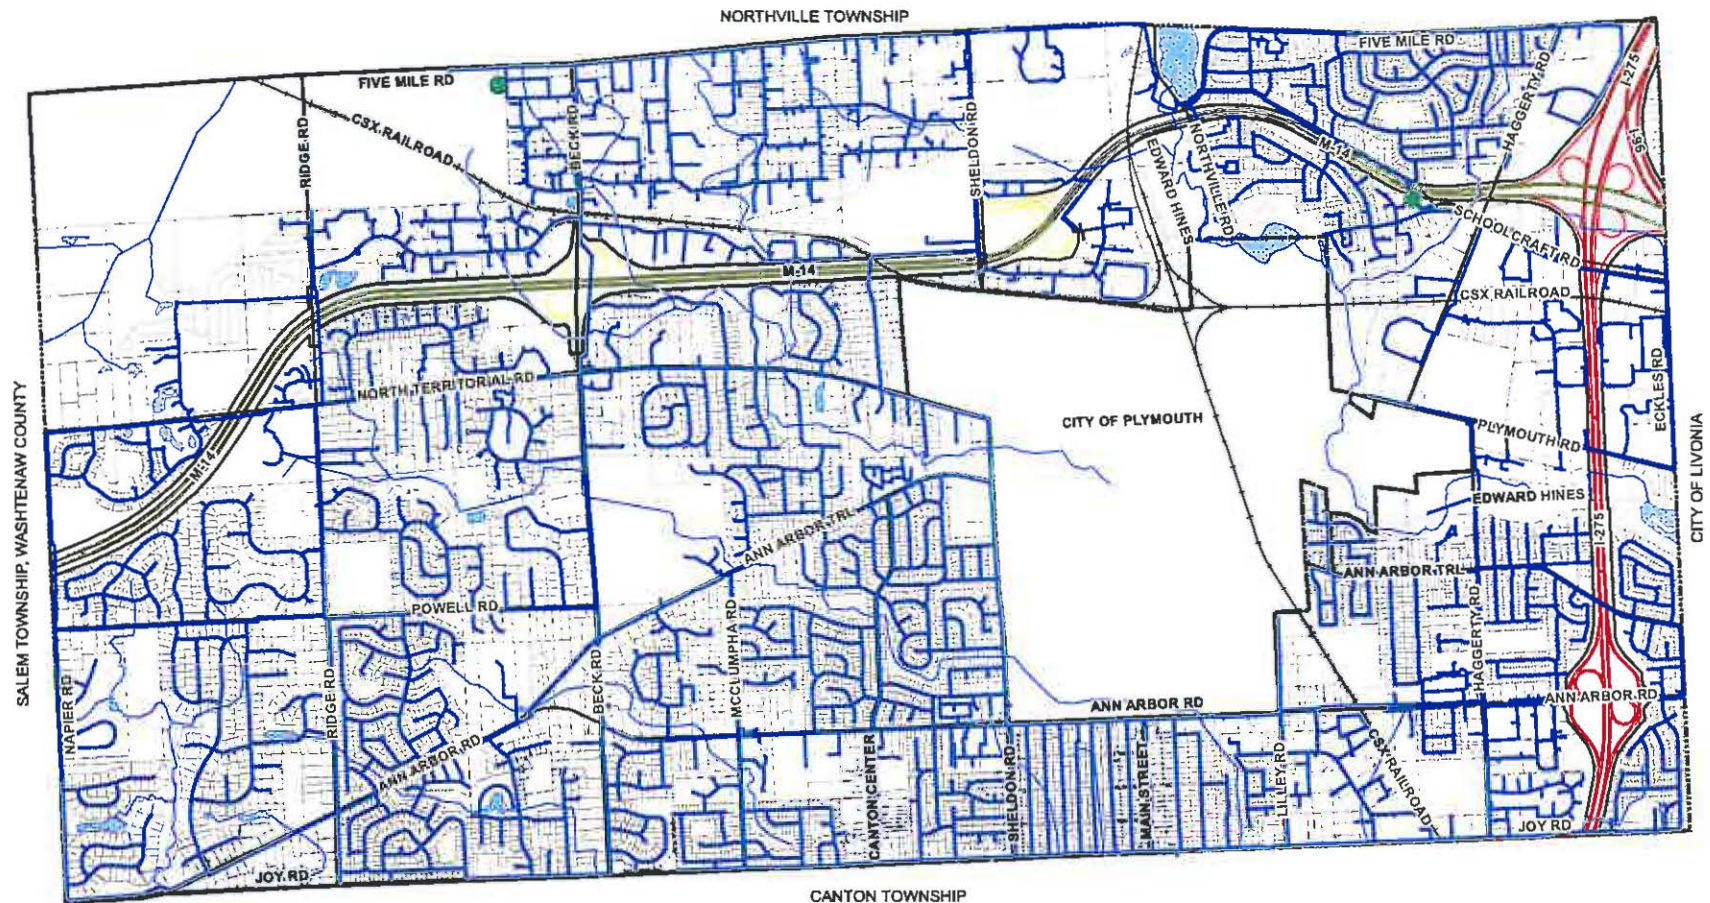 NORTHVILLE TOWNSHIP
FIVE MILE RD
FIVE MILE RD
CSX RAILROAD
RIDGE RD
BECK RD
SHELDON RD
HAGGERTY RD
I-275
I-96
M-14
EDWARD HINES
NORTHVILLE RD
SCHOOLCRAFT RD
M-14
CSX RAILROAD
NORTH TERRITORIAL RD
ECKLES RD
CITY OF PLYMOUTH
PLYMOUTH RD
SALEM TOWNSHIP, WASHTENAW COUNTY
CITY OF LIVONIA
M-14
EDWARD HINES
I-275
ANN ARBOR TRL
ANN ARBOR TRL
POWELL RD
HAGGERTY RD
NAPIER RD
RIDGE RD
BECK RD
MCCLUMPHA RD
ANN ARBOR RD
ANN ARBOR RD
ANN ARBOR RD
CANTON CENTER
SHELDON RD
MAIN STREET
LILLEY RD
CSX RAILROAD
JOY RD
JOY RD
CANTON TOWNSHIP